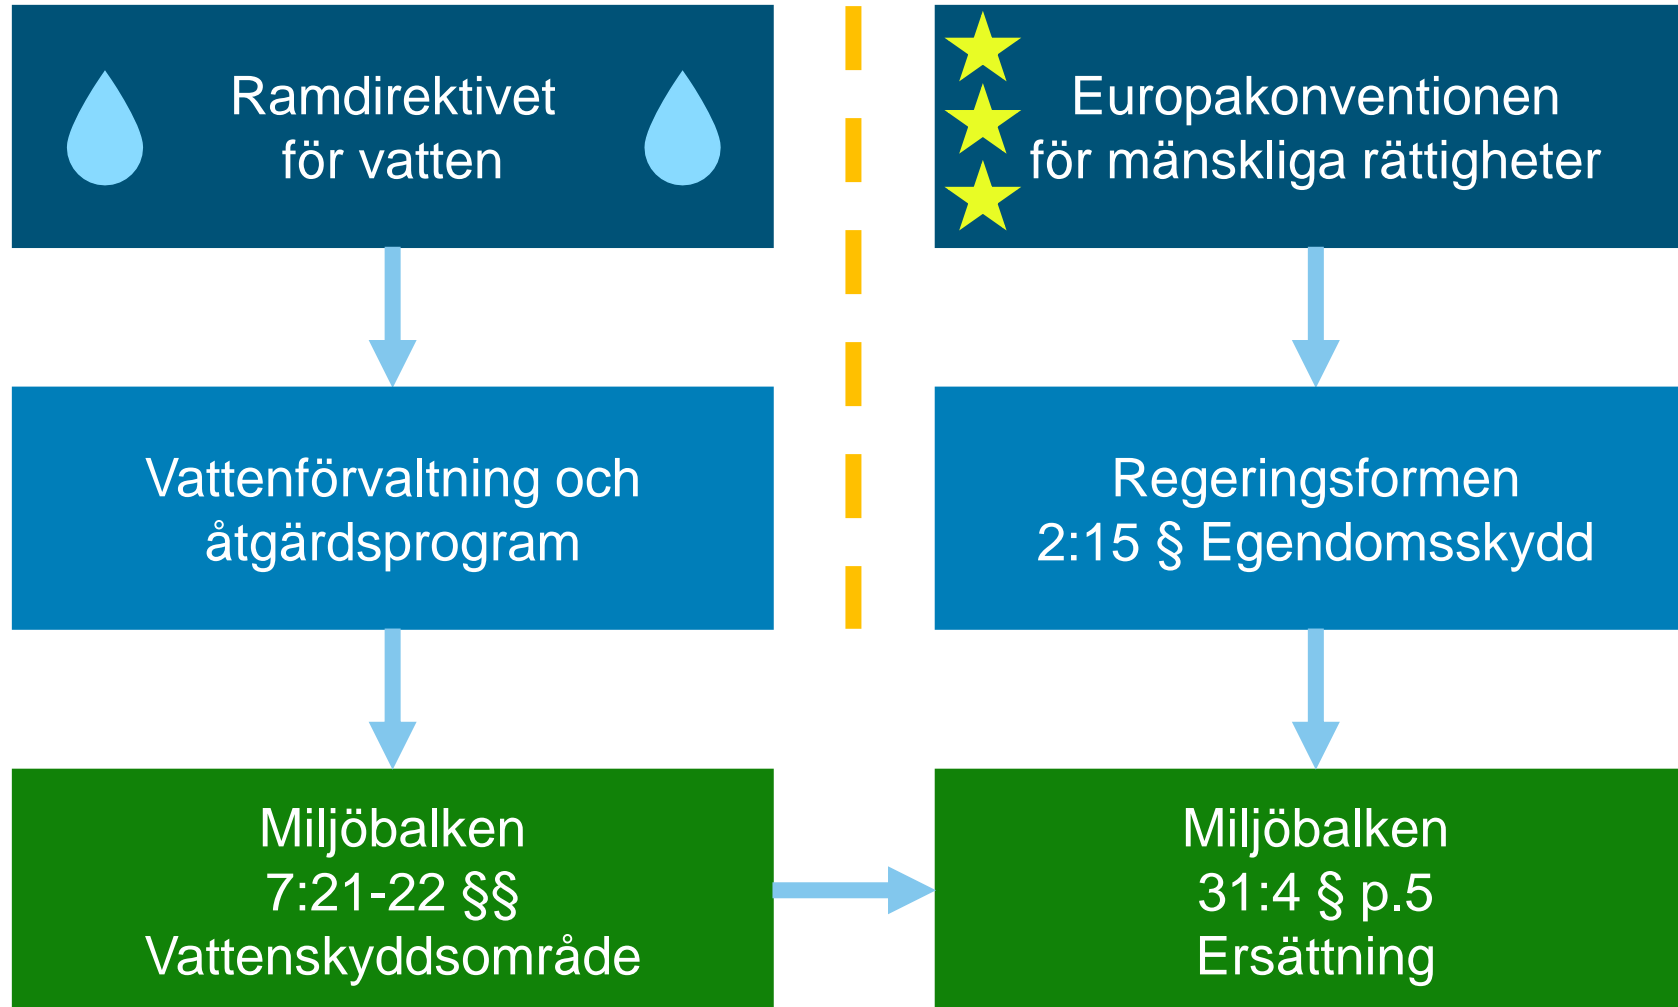 Ramdirektivet
för vatten
Europakonventionen
för mänskliga rättigheter
Vattenförvaltning och
åtgärdsprogram
Regeringsformen
2:15 § Egendomsskydd
Miljöbalken
7:21-22 §§
Vattenskyddsområde
Miljöbalken
31:4 § p.5
Ersättning